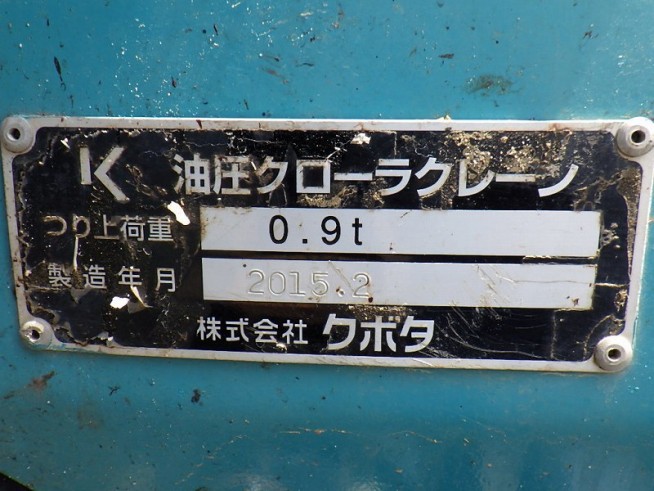 K 油圧クローラクレーン
つり上荷重 0.9t
製造年月 2015.2
株式会社 クボタ